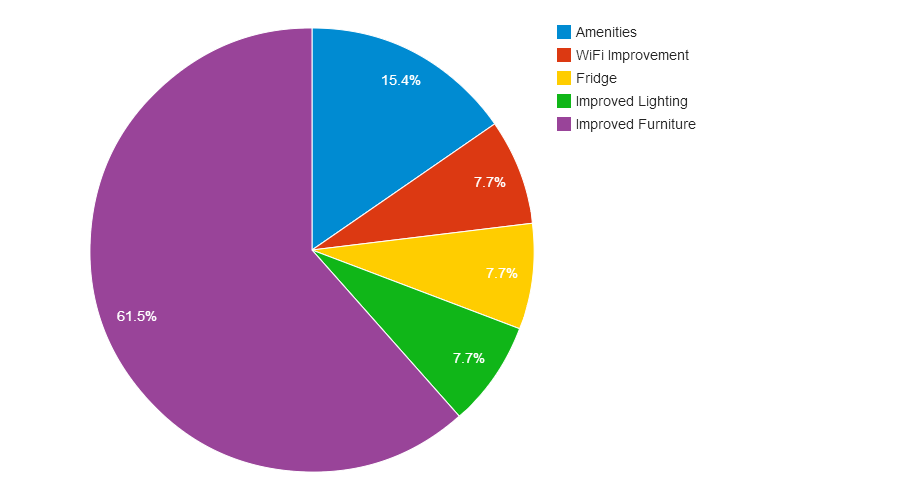 15.4%
7.7%
7.7%
7.7%
61.5%
Amenities
WiFi Improvement
Fridge
Improved Lighting
Improved Furniture